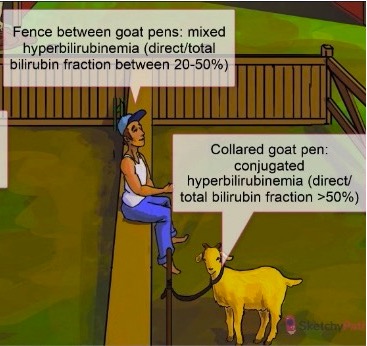 Fence between goat pens: mixed
hyperbilirubinemia (direct/total
bilirubin fraction between 20-50%)
Collared goat pen:
conjugated
hyperbilirubinemia (direct/
total bilirubin fraction >50%)